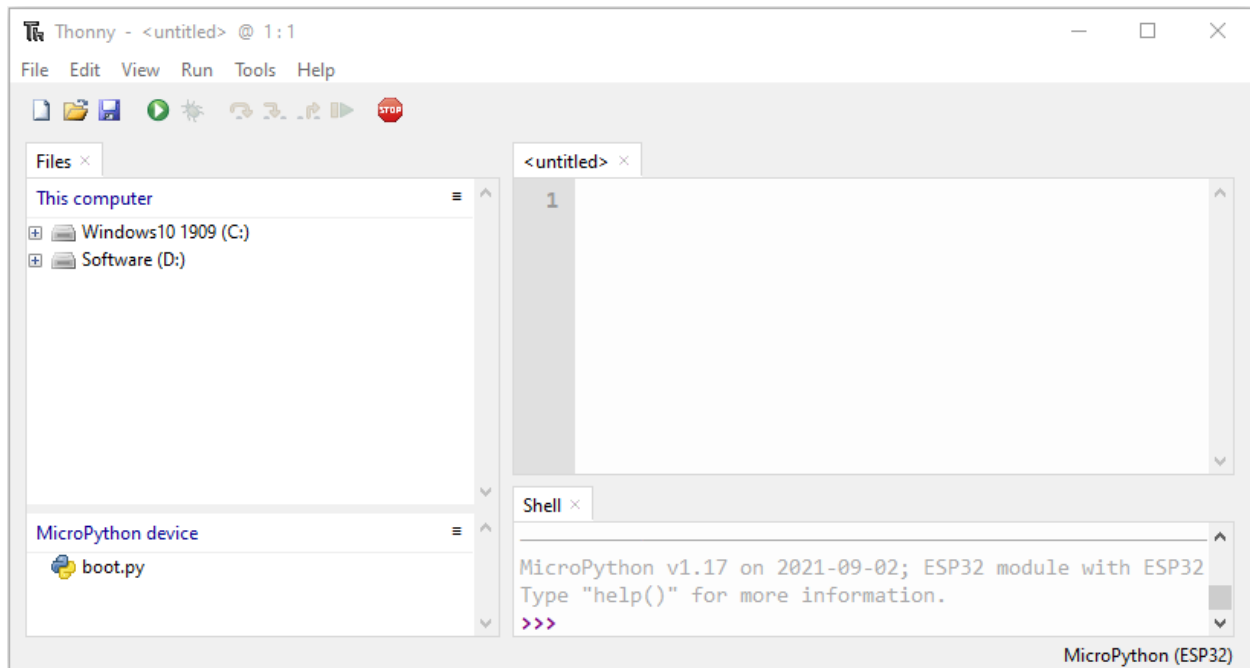 Thonny - <untitled> @ 1:1
File Edit View Run Tools Help
STOP
Files
This computer
Windows10 1909 (C:)
Software (D:)
MicroPython device
boot.py
<untitled>
1
Shell
MicroPython v1.17 on 2021-09-02; ESP32 module with ESP32
Type "help()" for more information.
>>>
MicroPython (ESP32)